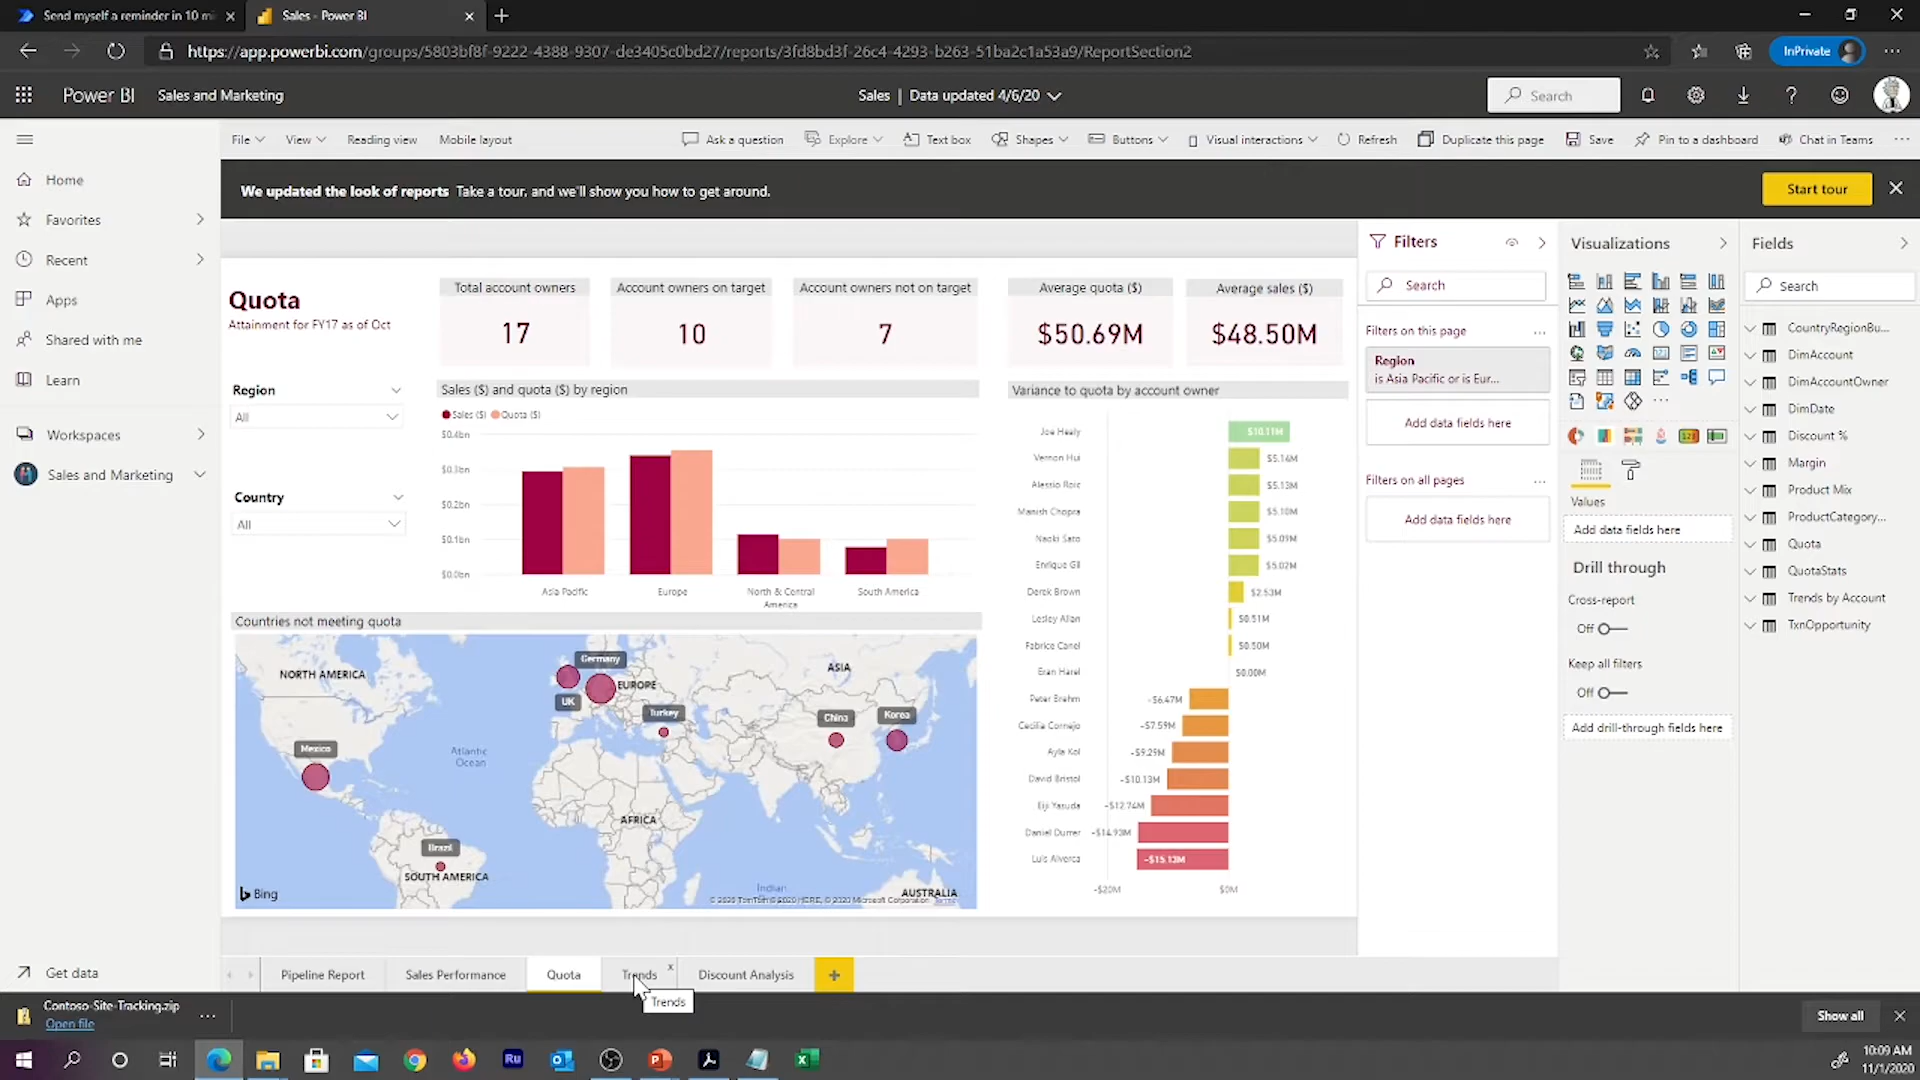 Send myself a reminder in 10 mi
Sales - Power BI
https://app.powerbi.com/groups/5803bf8f-9222-4388-9307-de3405c0bd27/reports/3fd8bd3f-26c4-4293-b263-51ba2c1a53a9/ReportSection2
InPrivate
Power BI Sales and Marketing
Sales | Data updated 4/6/20
Search
File View Reading view Mobile layout
Ask a question Explore Text box Shapes Buttons Visual interactions Refresh Duplicate this page Save Pin to a dashboard Chat in Teams
We updated the look of reports Take a tour, and we'll show you how to get around.
Start tour
Home
Favorites
Recent
Apps
Shared with me
Learn
Workspaces
Sales and Marketing
Get data
Quota
Attainment for FY17 as of Oct
Total account owners
17
Account owners on target
10
Account owners not on target
7
Average quota ($)
$50.69M
Average sales ($)
$48.50M
Region
All
Country
All
Sales ($) and quota ($) by region
Sales ($) Quota ($)
$0.4bn
$0.3bn
$0.2bn
$0.1bn
$0.0bn
Asia Pacific
Europe
North & Central
America
South America
Countries not meeting quota
NORTH AMERICA
Germany
EUROPE
ASIA
UK
Turkey
China
Korea
Mexico
Atlantic
Ocean
AFRICA
Brazil
SOUTH AMERICA
Indian
AUSTRALIA
Bing
© 2020 TomTom © 2020 HERE, © 2020 Microsoft Corporation Terms
Variance to quota by account owner
Joe Healy $10.11M
Vernon Hui $5.14M
Alessio Roic $5.13M
Manish Chopra $5.10M
Naoki Sato $5.09M
Enrique Gil $5.02M
Derek Brown $2.53M
Lesley Allan $0.51M
Fabrice Canel $0.50M
Eran Harel $0.00M
Peter Brehm -$6.47M
Cecilia Cornejo -$7.59M
Ayla Kol -$9.29M
David Bristol -$10.13M
Eiji Yasuda -$12.74M
Daniel Durrer -$14.93M
Luis Alverca -$15.13M
-$20M $0M
Filters
Search
Filters on this page
Region
is Asia Pacific or is Eur...
Add data fields here
Filters on all pages
Add data fields here
Visualizations
Values
Add data fields here
Drill through
Cross-report
Off
Keep all filters
Off
Add drill-through fields here
Fields
Search
CountryRegionBu...
DimAccount
DimAccountOwner
DimDate
Discount %
Margin
Product Mix
ProductCategory...
Quota
QuotaStats
Trends by Account
TxnOpportunity
Pipeline Report Sales Performance Quota Trends x Discount Analysis +
Trends
Contoso-Site-Tracking.zip
Open file
Show all
Ru
10:09 AM
11/1/2020